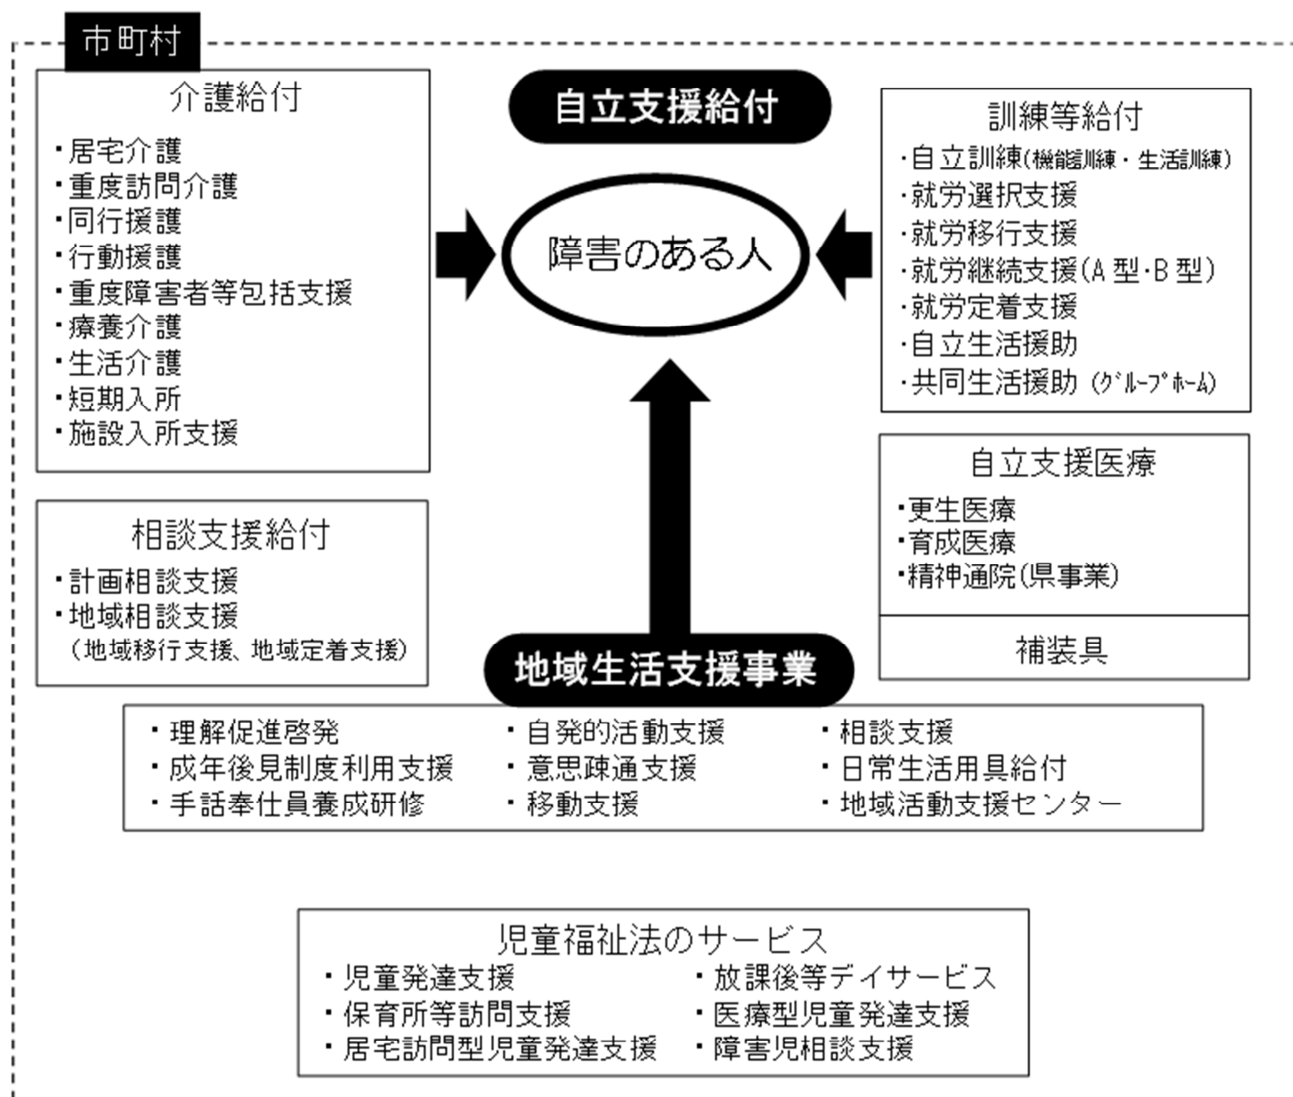 市町村
介護給付
・居宅介護
・重度訪問介護
・同行援護
・行動援護
・重度障害者等包括支援
・療養介護
・生活介護
・短期入所
・施設入所支援
相談支援給付
・計画相談支援
・地域相談支援
（地域移行支援、地域定着支援）
自立支援給付
障害のある人
訓練等給付
・自立訓練(機能訓練・生活訓練)
・就労選択支援
・就労移行支援
・就労継続支援(A型・B型)
・就労定着支援
・自立生活援助
・共同生活援助(ｸﾞﾙｰﾌﾟﾎｰﾑ)
自立支援医療
・更生医療
・育成医療
・精神通院(県事業)
補装具
地域生活支援事業
・理解促進啓発
・自発的活動支援
・相談支援
・成年後見制度利用支援
・意思疎通支援
・日常生活用具給付
・手話奉仕員養成研修
・移動支援
・地域活動支援センター
児童福祉法のサービス
・児童発達支援
・放課後等デイサービス
・保育所等訪問支援
・医療型児童発達支援
・居宅訪問型児童発達支援
・障害児相談支援